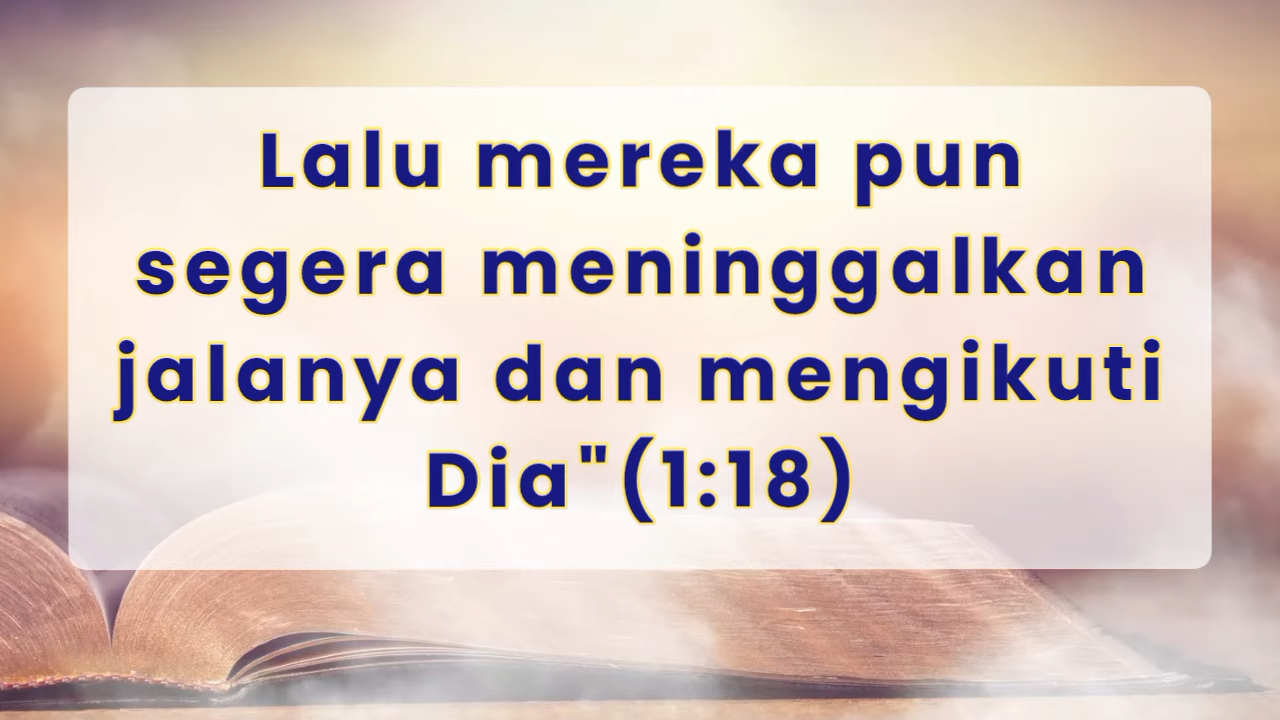 Lalu mereka pun
segera meninggalkan
jalanya dan mengikuti
Dia"(1:18)